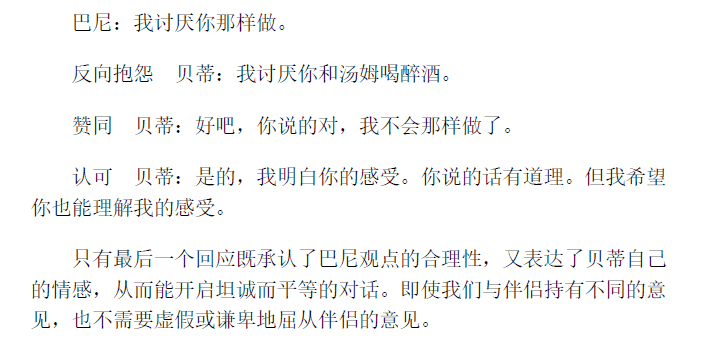 巴尼：我讨厌你那样做。
反向抱怨　贝蒂：我讨厌你和汤姆喝醉酒。
赞同　贝蒂：好吧，你说的对，我不会那样做了。
认可　贝蒂：是的，我明白你的感受。你说的话有道理。但我希望
你也能理解我的感受。
只有最后一个回应既承认了巴尼观点的合理性，又表达了贝蒂自己
的情感，从而能开启坦诚而平等的对话。即使我们与伴侣持有不同的意
见，也不需要虚假或谦卑地屈从伴侣的意见。